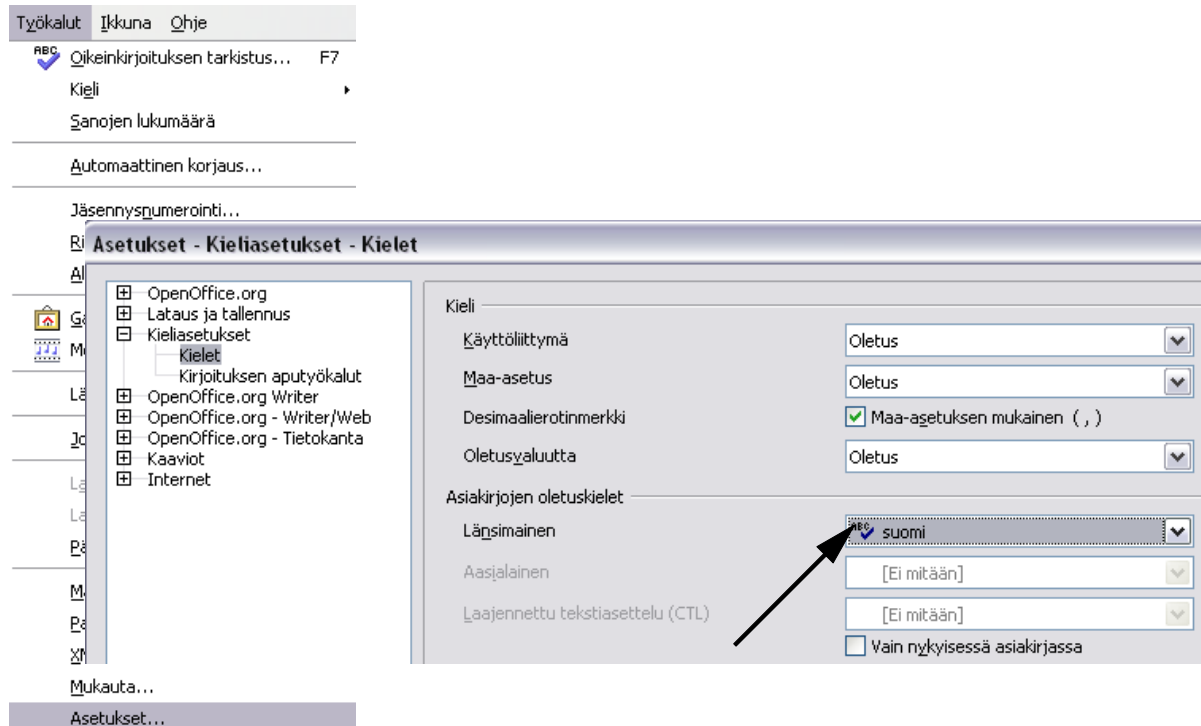 Työkalut Ikkuna Ohje
ABC Oikeinkirjoituksen tarkistus... F7
Kieli
Sanojen lukumäärä
Automaattinen korjaus...
Jäsennysnumerointi...
Asetukset - Kieliasetukset - Kielet
OpenOffice.org
Lataus ja tallennus
Kieliasetukset
Kielet
Kirjoituksen aputyökalut
OpenOffice.org Writer
OpenOffice.org - Writer/Web
OpenOffice.org - Tietokanta
Kaaviot
Internet
Kieli
Käyttöliittymä Oletus
Maa-asetus Oletus
Desimaalierotinmerkki Maa-asetuksen mukainen ( , )
Oletusvaluutta Oletus
Asiakirjojen oletuskielet
Länsimainen ABC suomi
Aasialainen [Ei mitään]
Laajennettu tekstiasettelu (CTL) [Ei mitään]
Vain nykyisessä asiakirjassa
Mukauta...
Asetukset...